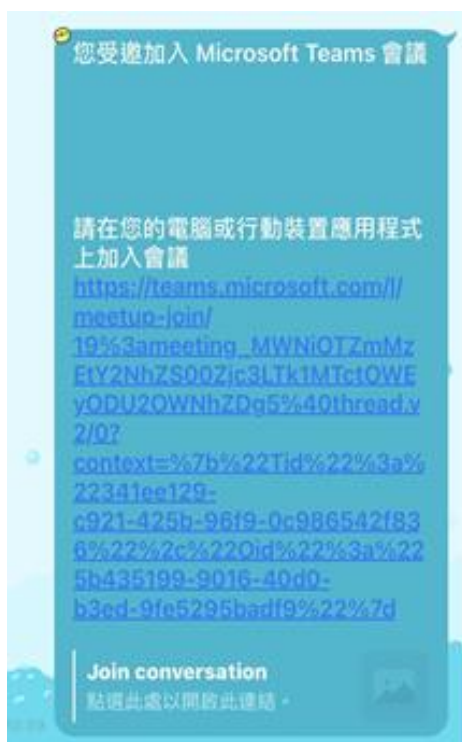 您受邀加入 Microsoft Teams 會議
請在您的電腦或行動裝置應用程式
上加入會議
https://teams.microsoft.com/l/
meetup-join/
19%3ameeting_MWNiOTZmMz
EtY2NhZS00Zjc3LTk1MTctOWE
yODU2OWNhZDg5%40thread.v
2/0?
context=%7b%22Tid%22%3a%
22341ee129-
c921-425b-96f9-0c986542f83
6%22%2c%22Oid%22%3a%22
5b435199-9016-40d0-
b3ed-9fe5295badf9%22%7d
Join conversation
點選此處以開啟此連結。